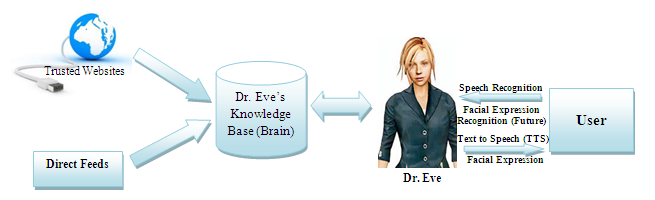 Trusted Websites
Direct Feeds
Dr. Eve's
Knowledge
Base (Brain)
Dr. Eve
Speech Recognition
Facial Expression
Recognition (Future)
Text to Speech (TTS)
Facial Expression
User